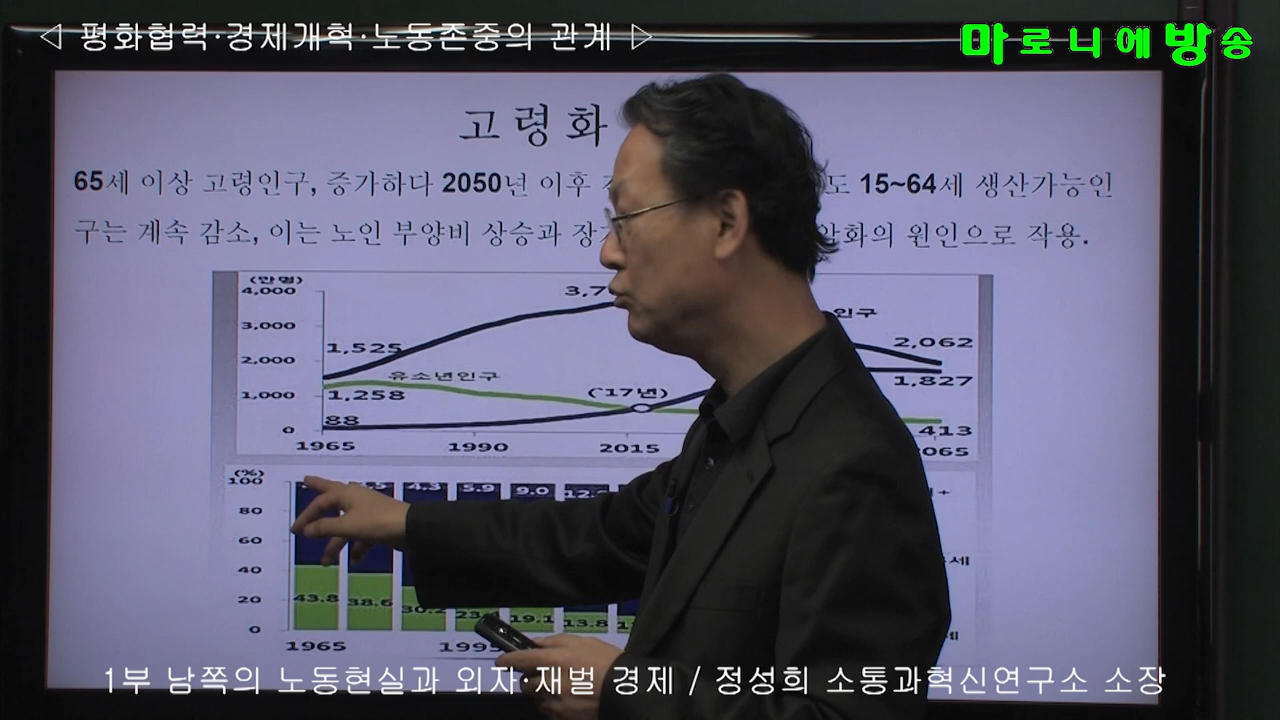 ◁ 평화협력·경제개혁·노동존중의 관계 ▷
마로니에방송
고령화
65세 이상 고령인구, 증가하다 2050년 이후 도 15~64세 생산가능인
구는 계속 감소, 이는 노인 부양비 상승과 원인으로 작용.
(만명)
4,000
3,000
2,000
1,000
0
1,525
1,258
88
유소년인구
('17년)
인구
2,062
1,827
413
1965 1990 2015
(%)
100
80
60
40
20
0
4.3 5.9 9.0
43.8 38.6 19.1 13.8
1965
1부 남쪽의 노동현실과 외자·재벌 경제 / 정성희 소통과혁신연구소 소장